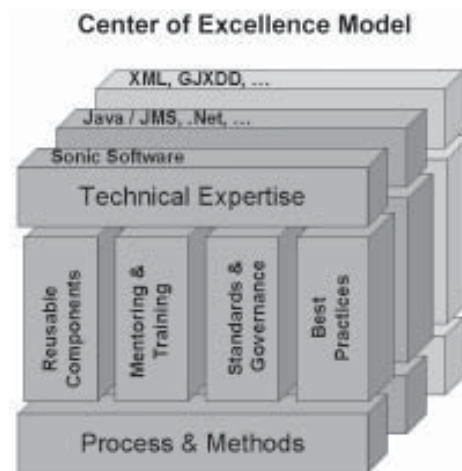 Center of Excellence Model
XML, GJXDD, ...
Java / JMS, .Net, ...
Sonic Software
Technical Expertise
Reusable
Components
Mentoring &
Training
Standards &
Governance
Best
Practices
Process & Methods